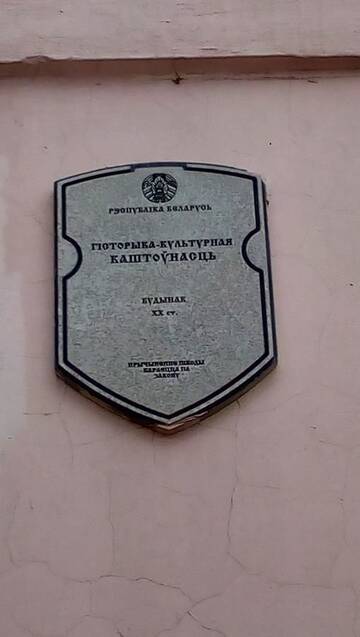 РЭСПУБЛІКА БЕЛАРУСЬ
ГІСТОРЫКА-КУЛЬТУРНАЯ
КАШТОЎНАСЦЬ
БУДЫНАК
XX ст.
ПРЫЧЫНЕННЕ ШКОДЫ
КАРАЕЦЦА ПА
ЗАКОНУ